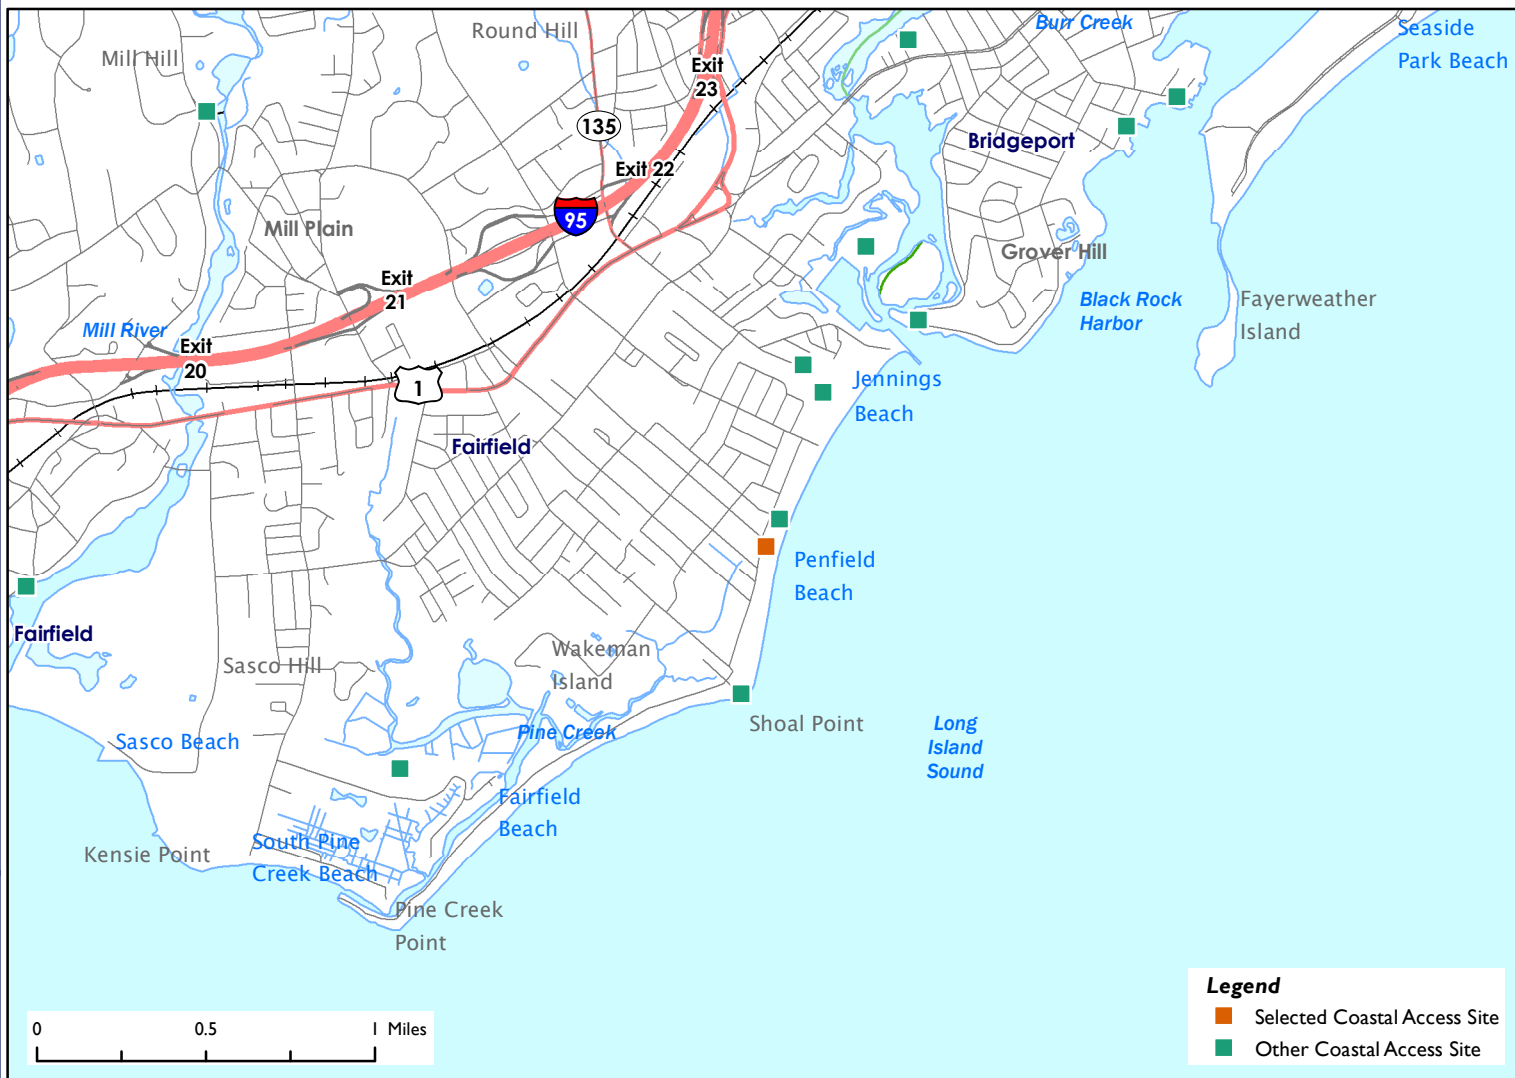 Round Hill
Burr Creek
Seaside
Park Beach
Mill Hill
Exit
23
135
Bridgeport
Exit 22
95
Mill Plain
Grover Hill
Exit
21
Black Rock
Harbor
Fayerweather
Island
Mill River
Exit
20
1
Jennings
Beach
Fairfield
Penfield
Beach
Fairfield
Sasco Hill
Wakeman
Island
Shoal Point
Long
Island
Sound
Pine Creek
Sasco Beach
Fairfield
Beach
Kensie Point
South Pine
Creek Beach
Pine Creek
Point
Legend
Selected Coastal Access Site
Other Coastal Access Site
0 0.5 1 Miles